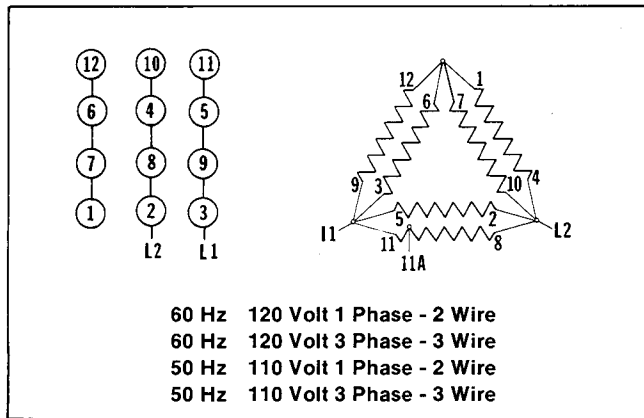 12 10 11
6 4 5
7 8 9
1 2 3
L2 L1
12 1
6 7
9 3 10 4
5 2
I1 L2
11 8
11A
60 Hz 120 Volt 1 Phase - 2 Wire
60 Hz 120 Volt 3 Phase - 3 Wire
50 Hz 110 Volt 1 Phase - 2 Wire
50 Hz 110 Volt 3 Phase - 3 Wire